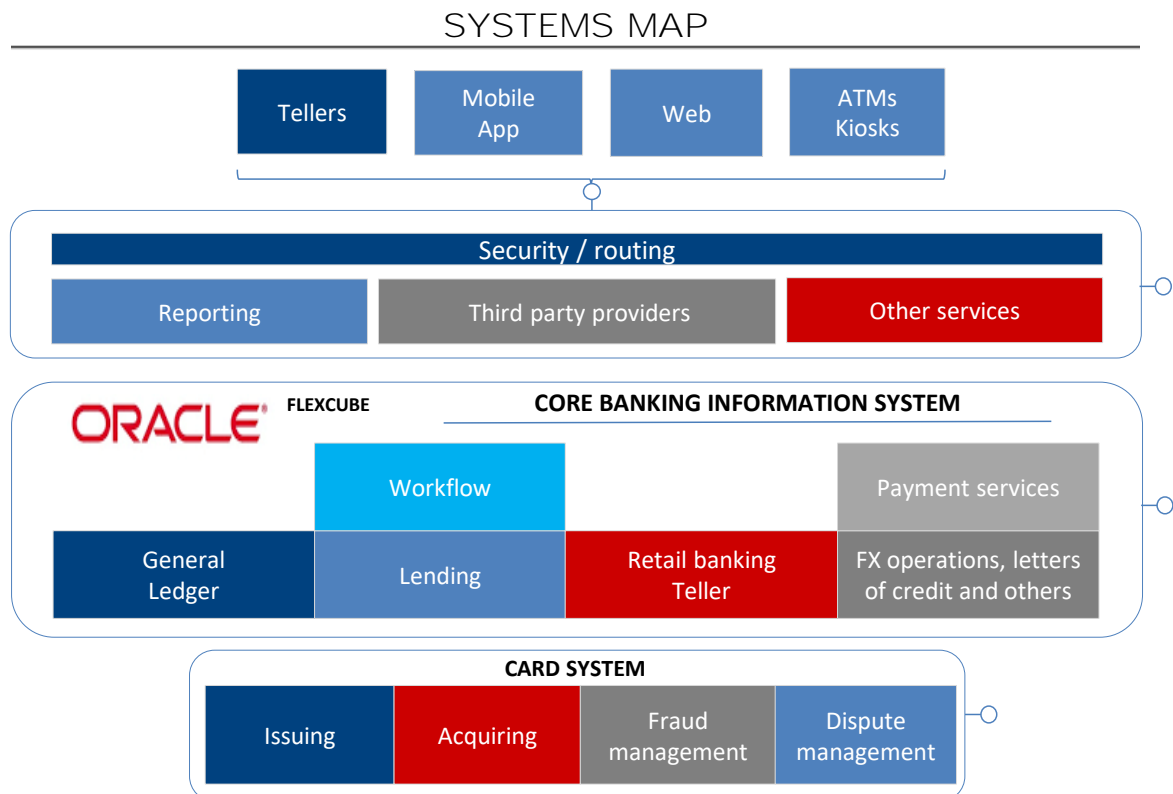 SYSTEMS MAP
Tellers
Mobile
App
Web
ATMs
Kiosks
Security / routing
Reporting
Third party providers
Other services
ORACLE
FLEXCUBE
CORE BANKING INFORMATION SYSTEM
Workflow
Payment services
General
Ledger
Lending
Retail banking
Teller
FX operations, letters
of credit and others
CARD SYSTEM
Issuing
Acquiring
Fraud
management
Dispute
management